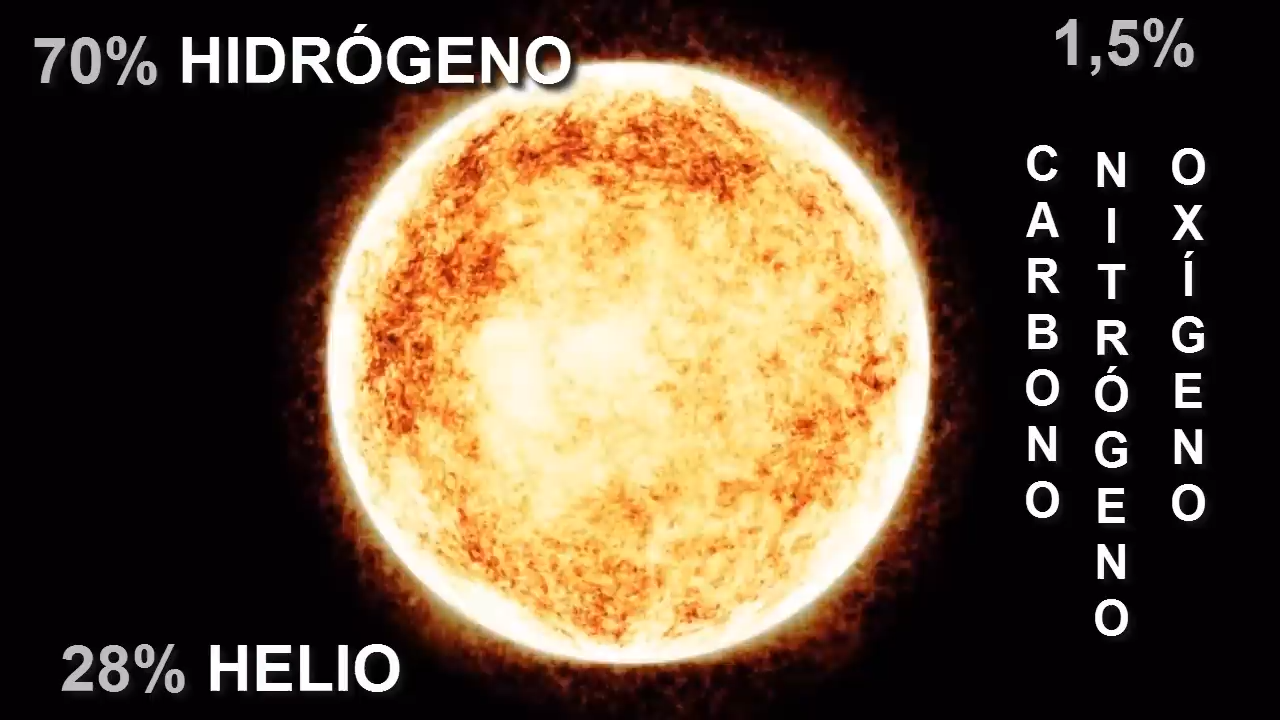 70% HIDRÓGENO
1,5%
CARBONO
NITRÓGENO
OXÍGENO
28% HELIO